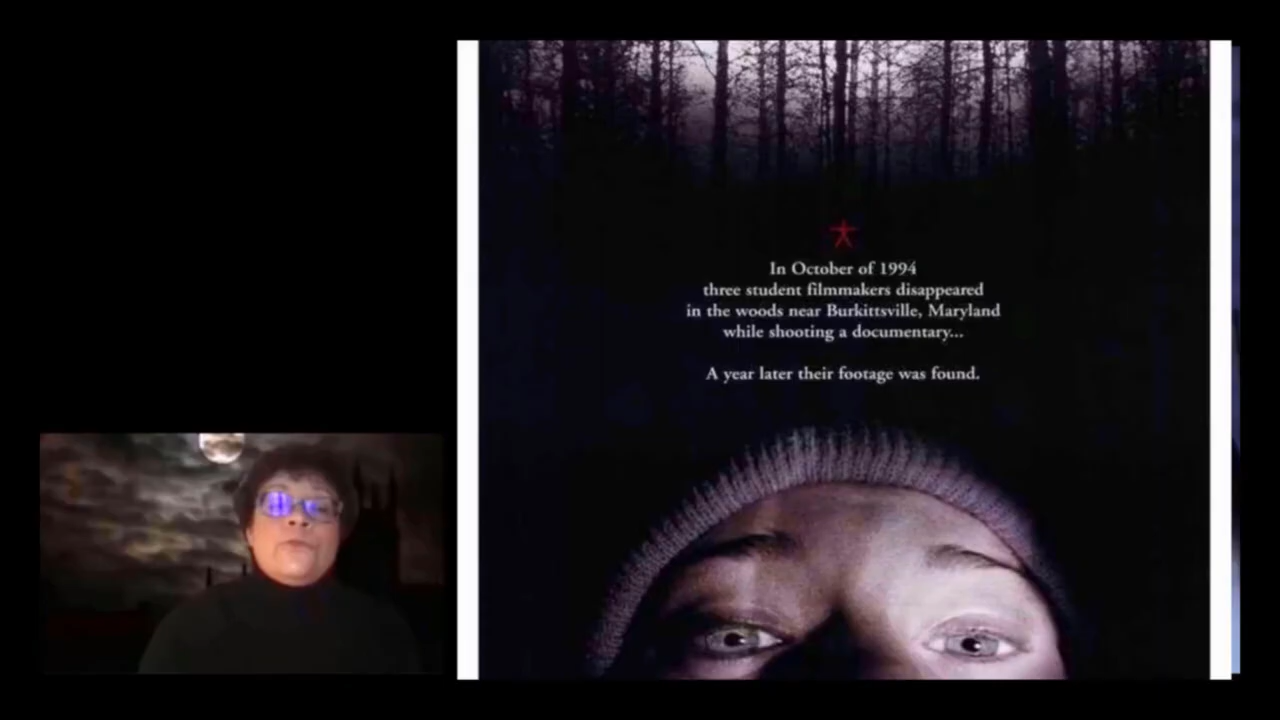 In October of 1994
three student filmmakers disappeared
in the woods near Burkittsville, Maryland
while shooting a documentary...
A year later their footage was found.